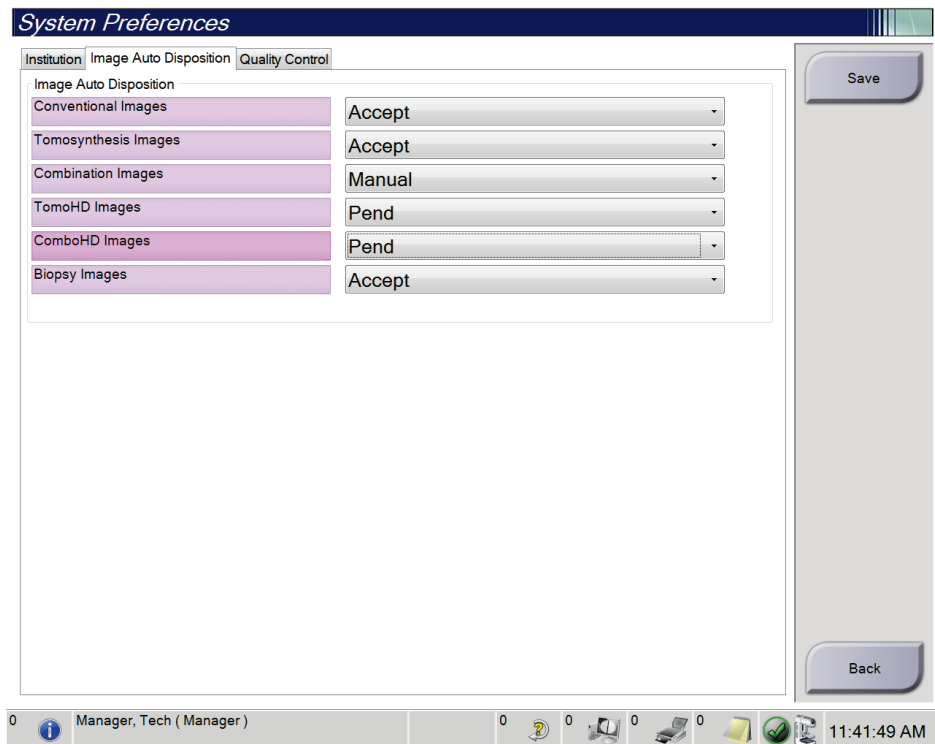 System Preferences
Institution Image Auto Disposition Quality Control
Save
Image Auto Disposition
Conventional Images Accept
Tomosynthesis Images Accept
Combination Images Manual
TomoHD Images Pend
ComboHD Images Pend
Biopsy Images Accept
Back
0 Manager, Tech ( Manager ) 0 0 0 0 11:41:49 AM